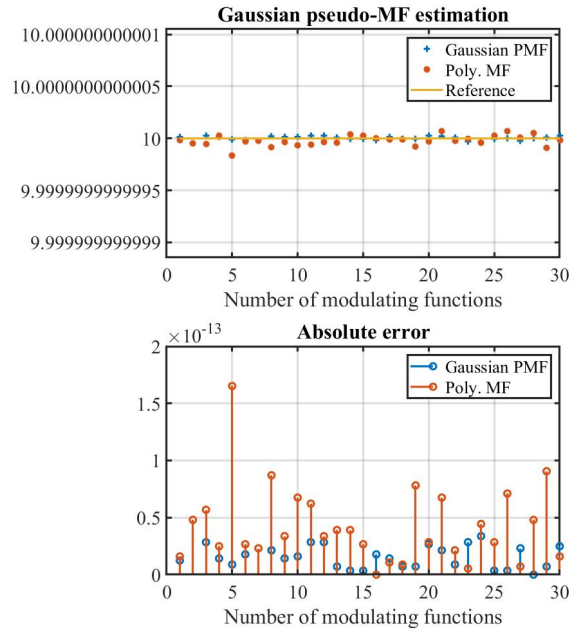 Gaussian pseudo-MF estimation
10.000000000001
10.0000000000005
10
9.9999999999995
9.999999999999
Gaussian PMF
Poly. MF
Reference
0 5 10 15 20 25 30
Number of modulating functions
×10-13
Absolute error
2
1.5
1
0.5
0
Gaussian PMF
Poly. MF
0 5 10 15 20 25 30
Number of modulating functions